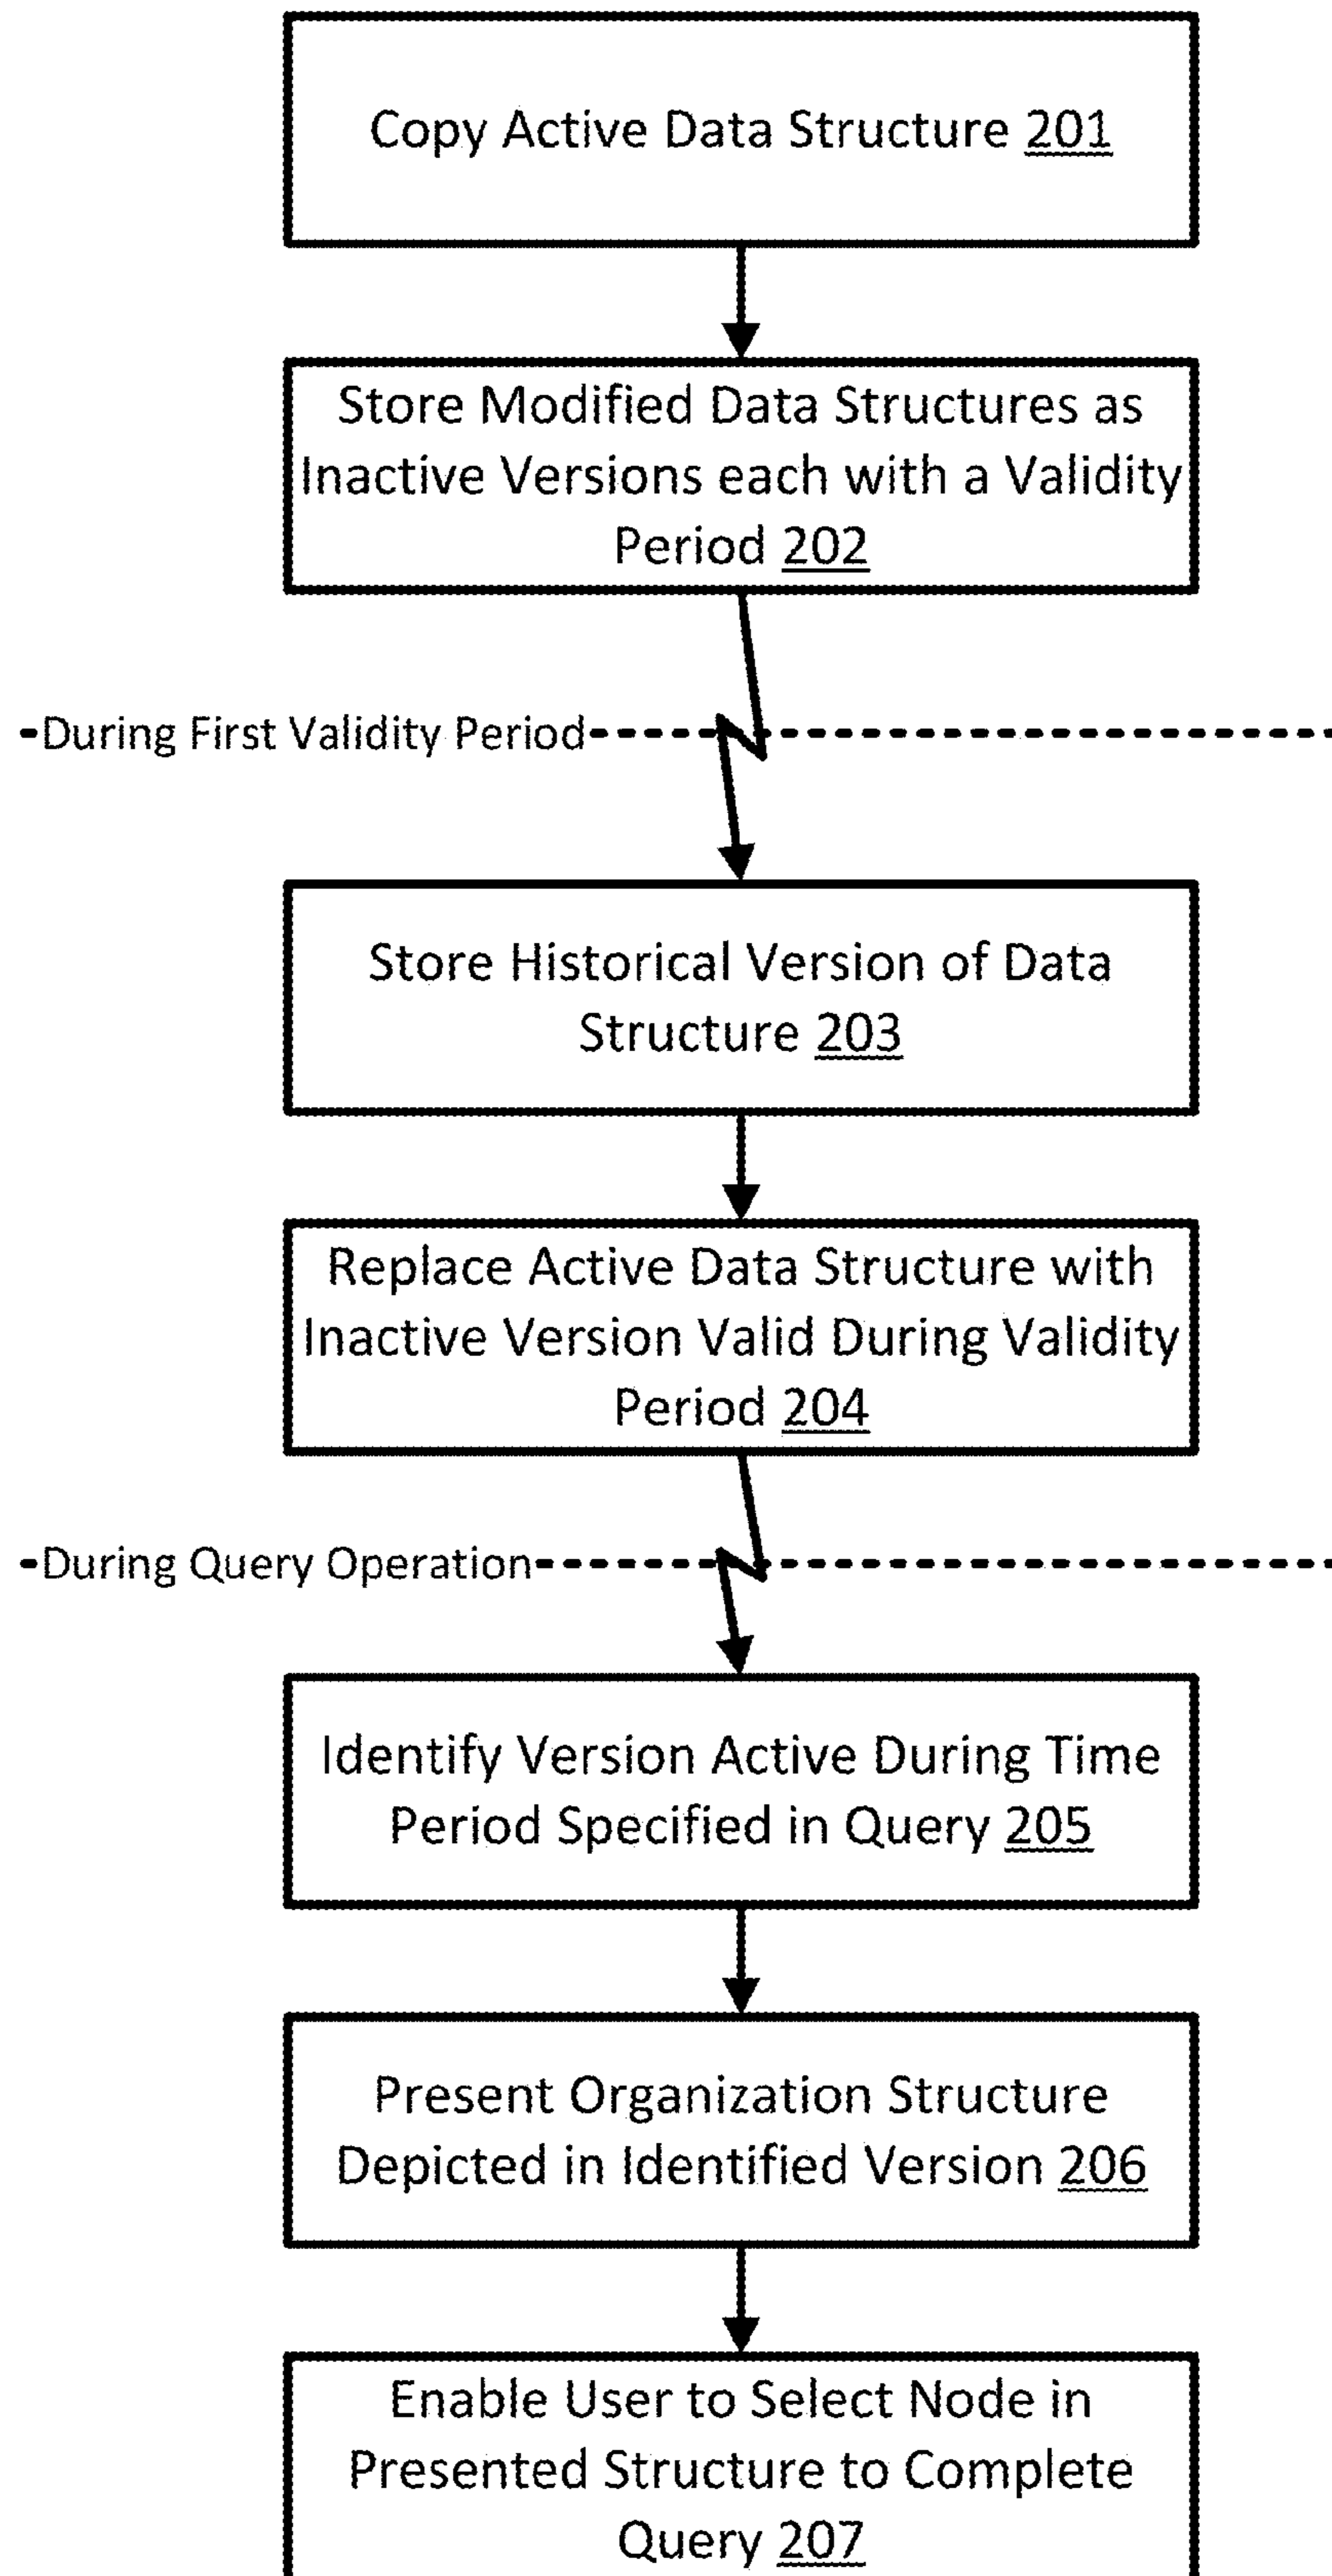 Copy Active Data Structure 201
Store Modified Data Structures as
Inactive Versions each with a Validity
Period 202
During First Validity Period
Store Historical Version of Data
Structure 203
Replace Active Data Structure with
Inactive Version Valid During Validity
Period 204
During Query Operation
Identify Version Active During Time
Period Specified in Query 205
Present Organization Structure
Depicted in Identified Version 206
Enable User to Select Node in
Presented Structure to Complete
Query 207